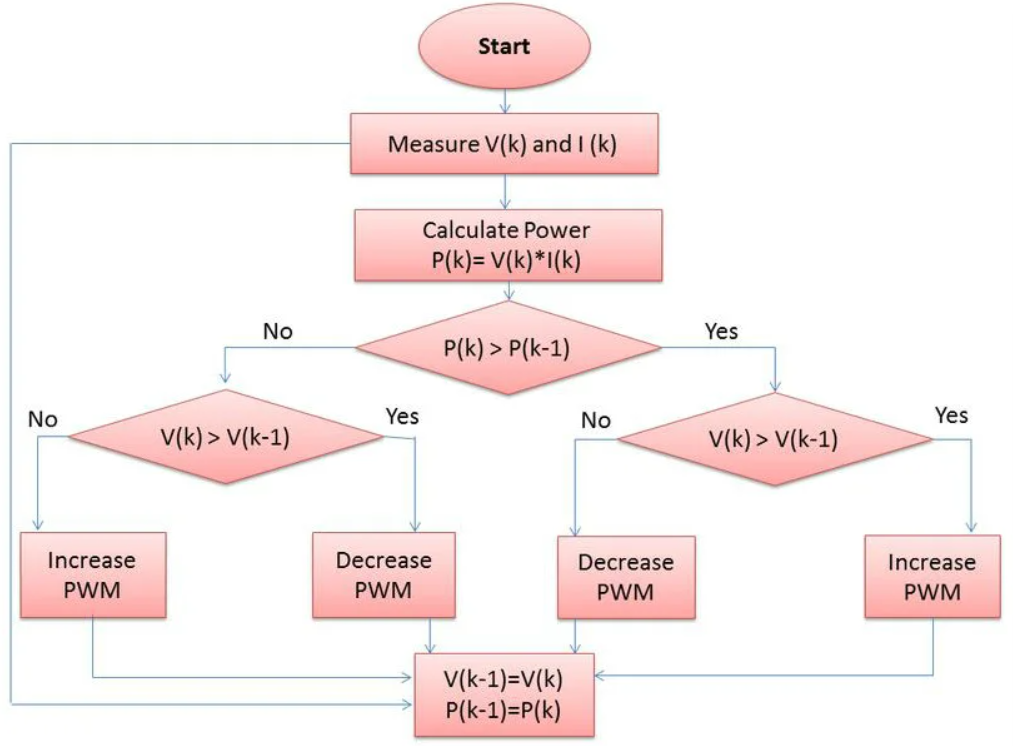 Start
Measure V(k) and I (k)
Calculate Power
P(k)= V(k)*I(k)
P(k) > P(k-1)
No
Yes
V(k) > V(k-1)
No
Yes
V(k) > V(k-1)
No
Yes
Increase
PWM
Decrease
PWM
Decrease
PWM
Increase
PWM
V(k-1)=V(k)
P(k-1)=P(k)